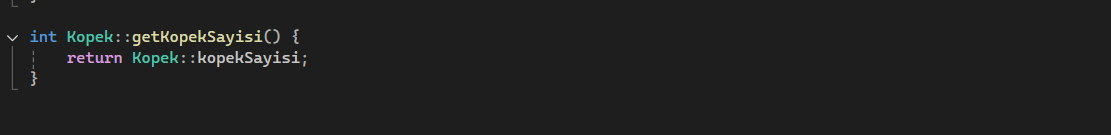 int Kopek::getKopekSayisi() {
return Kopek::kopekSayisi;
}